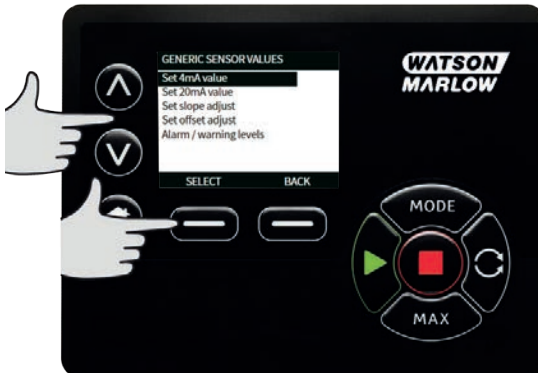 GENERIC SENSOR VALUES
Set 4mA value
Set 20mA value
Set slope adjust
Set offset adjust
Alarm / warning levels
SELECT BACK
WATSON
MARLOW
MODE
MAX